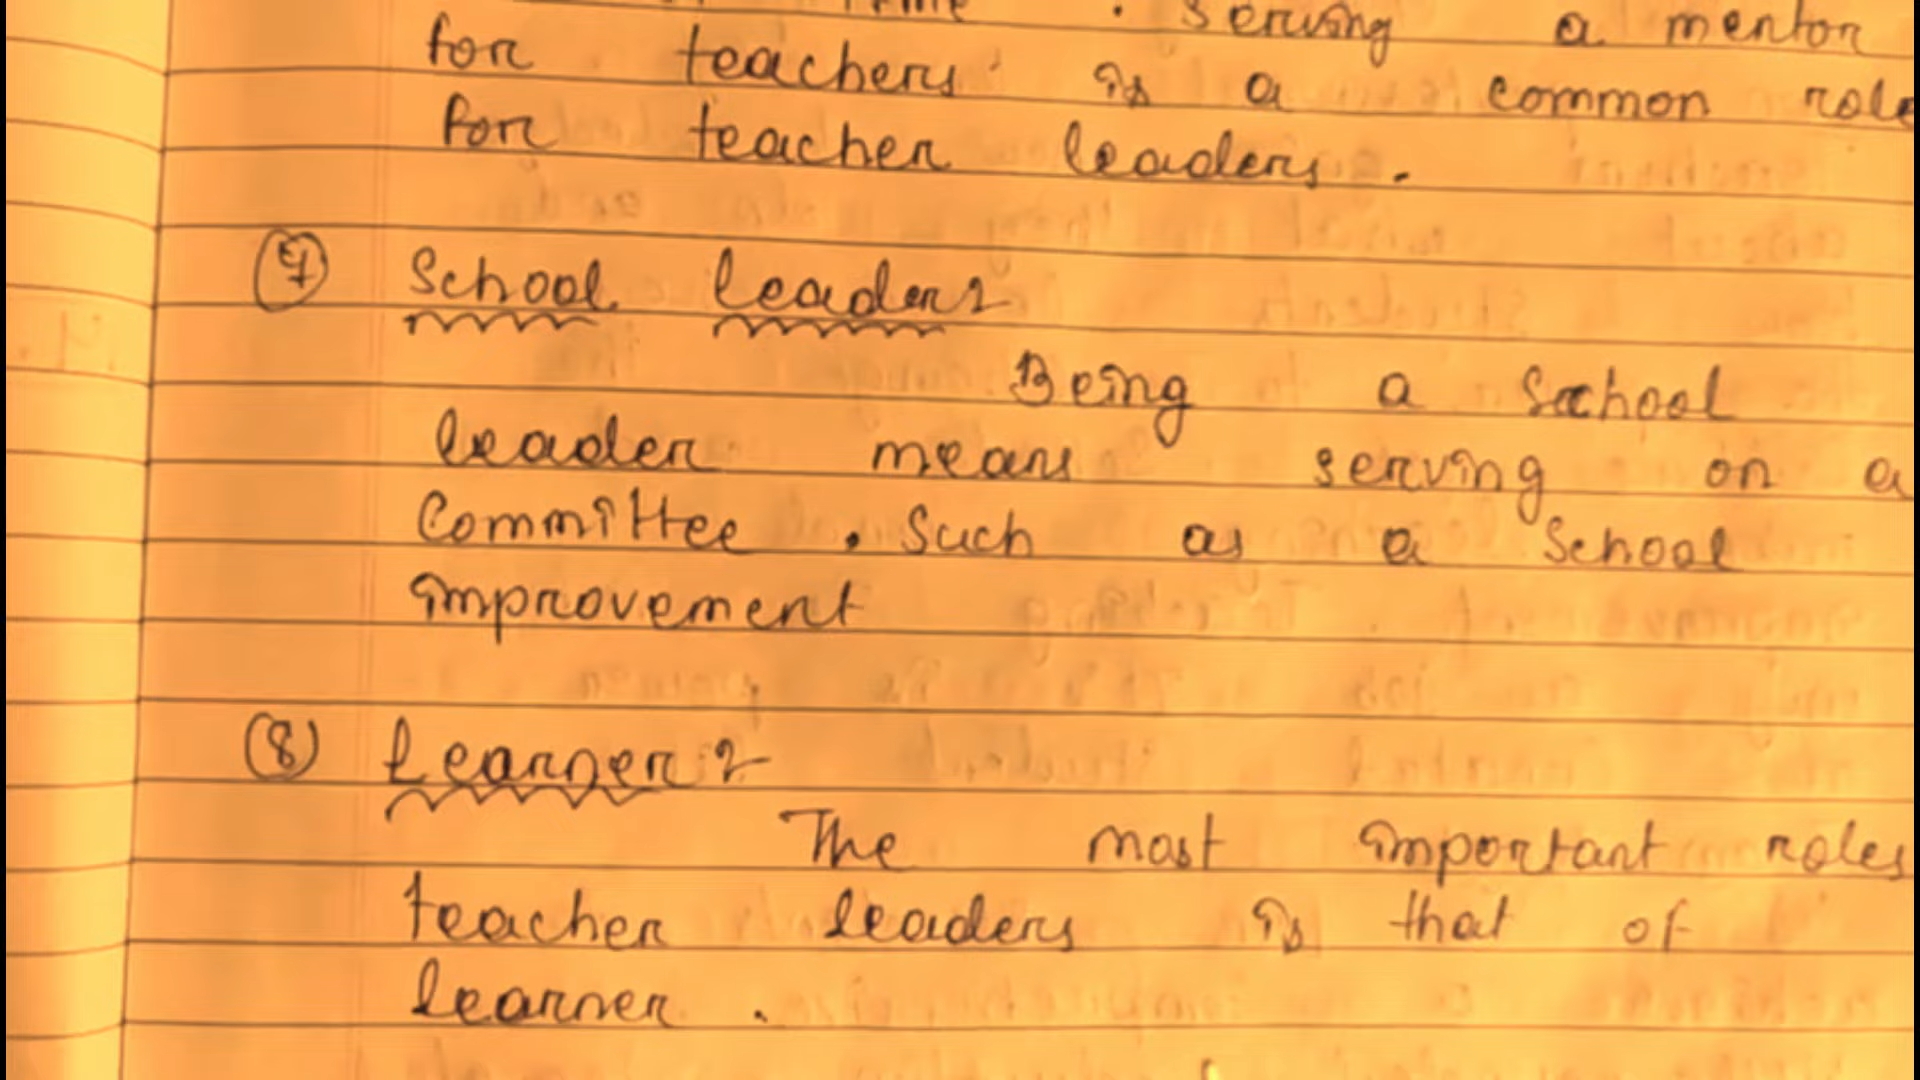 . serving a mentor
for teachers is a common role
for teacher leaders.
(7) School leader :-
Being a school
leader means serving on a
Committee. Such as a School
improvement
(8) Learner :-
The most important roles
teacher leaders is that of
learner.